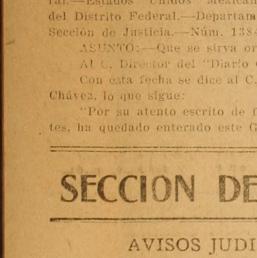 ral.—Estados Unidos Mexican
del Distrito Federal.—Departam
Sección de Justicia.—Núm. 1384
ASUNTO:—Que se sirva or
Al C. Director del "Diario
Con esta fecha se dice al C.
Chávez, lo que sigue:
"Por su atento escrito de f
tes, ha quedado enterado este G
SECCION DE
AVISOS JUDI